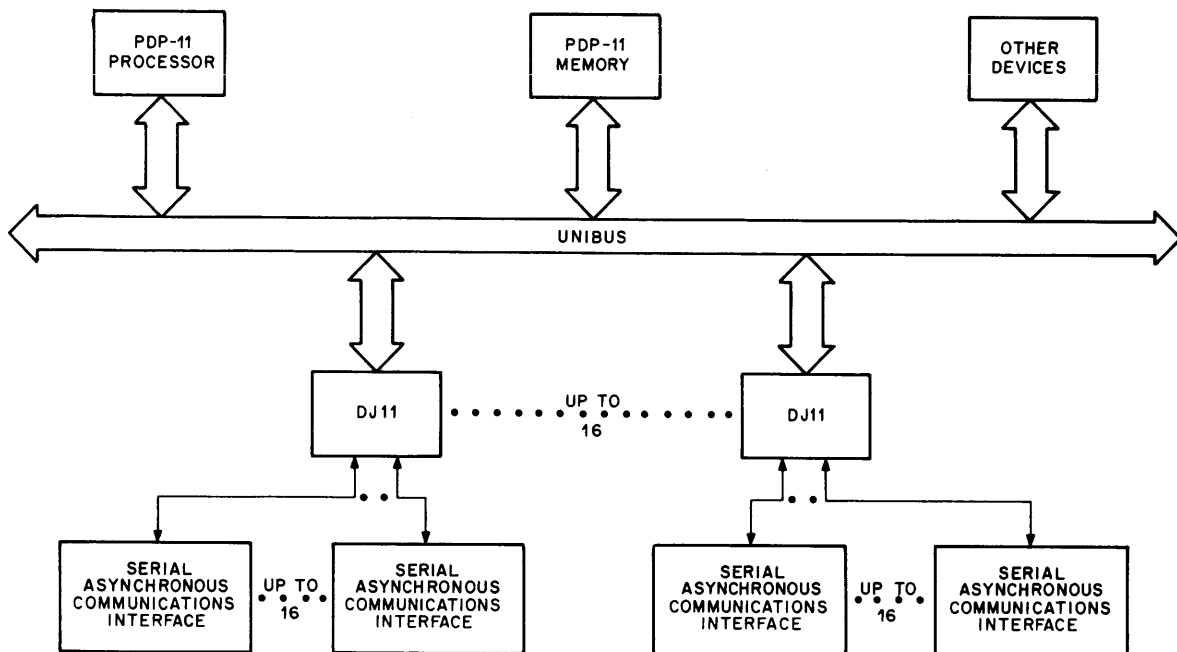 PDP-11
PROCESSOR
PDP-11
MEMORY
OTHER
DEVICES
UNIBUS
DJ11
UP TO
16
DJ11
SERIAL
ASYNCHRONOUS
COMMUNICATIONS
INTERFACE
UP TO
16
SERIAL
ASYNCHRONOUS
COMMUNICATIONS
INTERFACE
SERIAL
ASYNCHRONOUS
COMMUNICATIONS
INTERFACE
UP TO
16
SERIAL
ASYNCHRONOUS
COMMUNICATIONS
INTERFACE